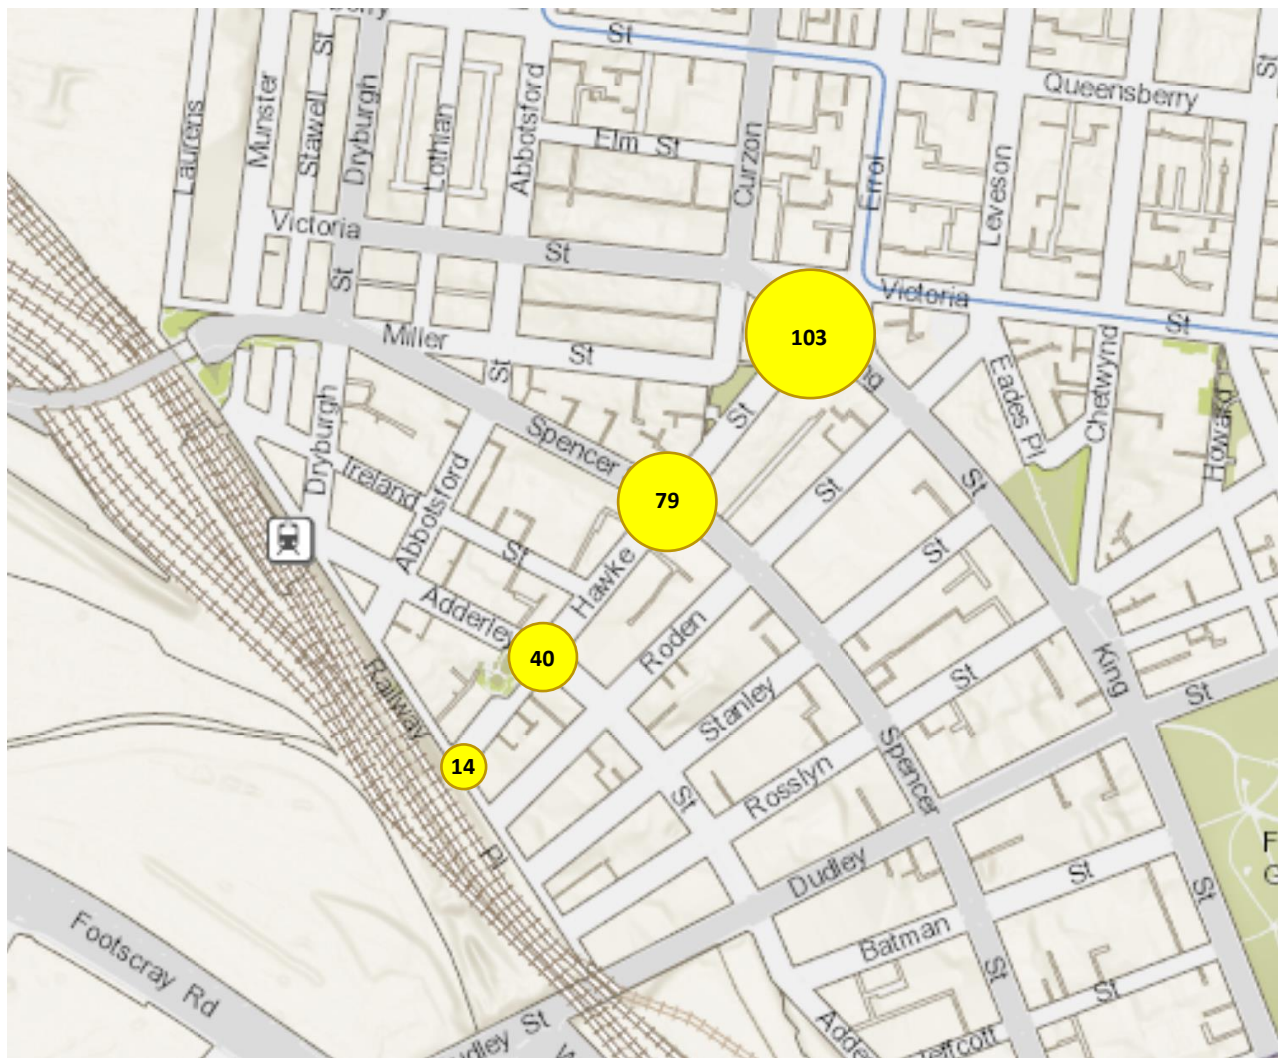 St
Queensberry
St
Laurens
Munster
Stawell
St
Dryburgh
Lothian
Abbotsford
Elm St
Curzon
Errol
Leveson
Victoria
St
St
Victoria
St
103
Miller
St
St
St
Eades Pl
Chetwynd
Howard
Dryburgh
Ireland
Abbotsford
St
Spencer
79
St
St
St
Adderley
Hawke
40
Roden
Stanley
Railway
14
Pl
St
Rosslyn
St
King
St
Spencer
F
G
Dudley
St
St
Batman
St
St
Footscray Rd